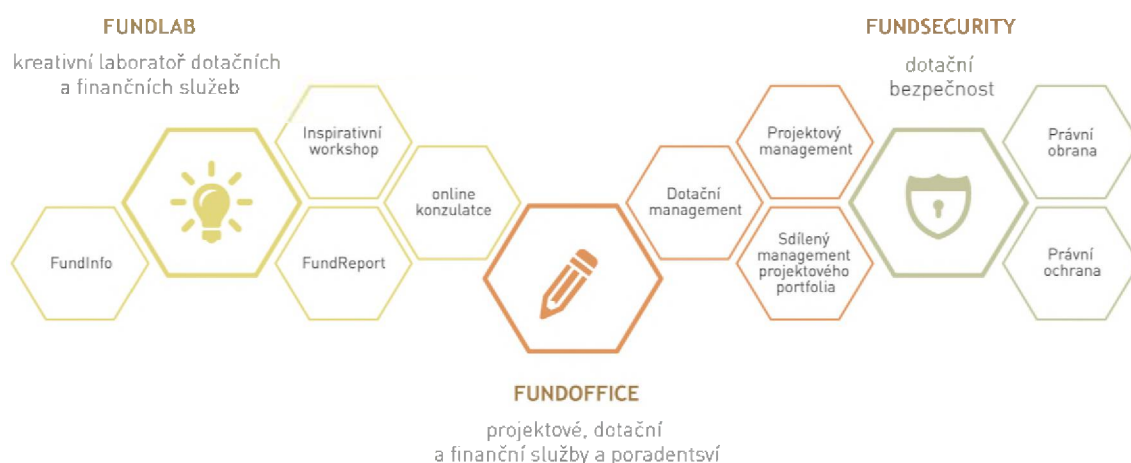 FUNDLAB
kreativní laboratoř dotačních
a finančních služeb
FundInfo
Inspirativní
workshop
FundReport
online
konzulatce
FUNDOFFICE
projektové, dotační
a finanční služby a poradentsví
Dotační
management
Projektový
management
Sdílený
management
projektového
portfolia
FUNDSECURITY
dotační
bezpečnost
Právní
obrana
Právní
ochrana